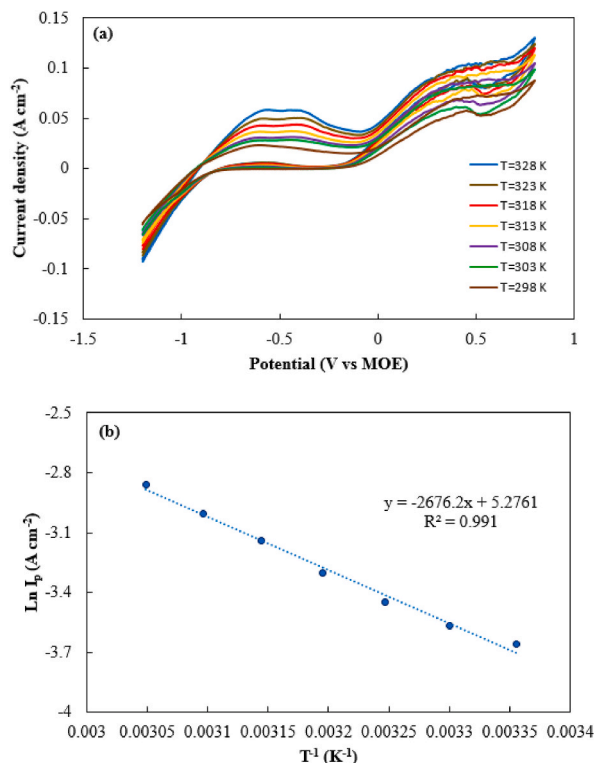 (a)
Current density (A cm⁻²)
0.15
0.1
0.05
0
-0.05
-0.1
-0.15
-1.5
-1
-0.5
0
0.5
1
Potential (V vs MOE)
T=328 K
T=323 K
T=318 K
T=313 K
T=308 K
T=303 K
T=298 K
(b)
Ln Iₚ (A cm⁻²)
-2.5
-2.8
-3.1
-3.4
-3.7
-4
y = -2676.2x + 5.2761
R² = 0.991
0.003
0.00305
0.0031
0.00315
0.0032
0.00325
0.0033
0.00335
0.0034
T⁻¹ (K⁻¹)